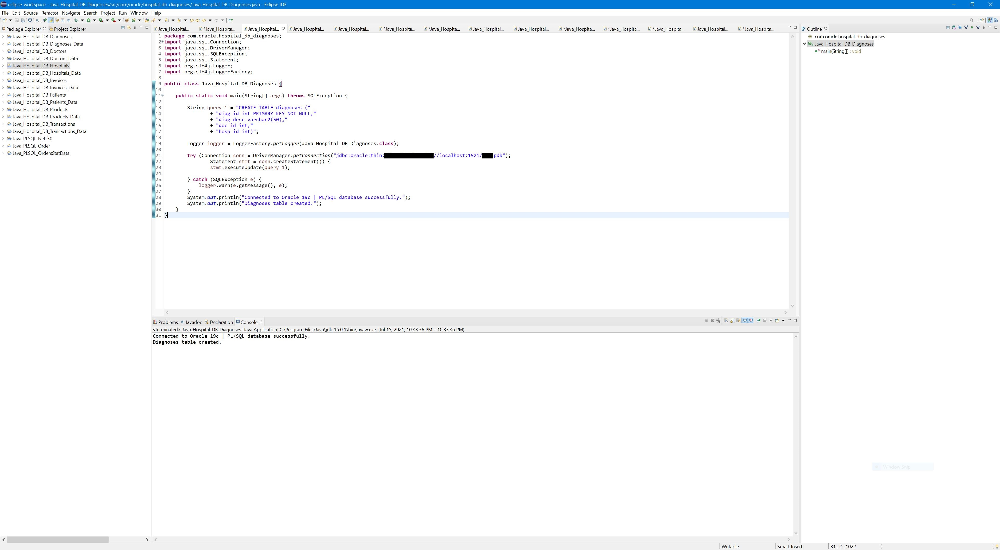 eclipse-workspace - Java_Hospital_DB_Diagnoses/src/com/oracle/hospital_db_diagnoses/Java_Hospital_DB_Diagnoses.java - Eclipse IDE
File Edit Source Refactor Navigate Search Project Run Window Help
Package Explorer Project Explorer
Java_Hospital_DB_Diagnoses
Java_Hospital_DB_Diagnoses_Data
Java_Hospital_DB_Doctors
Java_Hospital_DB_Doctors_Data
Java_Hospital_DB_Hospitals
Java_Hospital_DB_Hospitals_Data
Java_Hospital_DB_Invoices
Java_Hospital_DB_Invoices_Data
Java_Hospital_DB_Patients
Java_Hospital_DB_Patients_Data
Java_Hospital_DB_Products
Java_Hospital_DB_Products_Data
Java_Hospital_DB_Transactions
Java_Hospital_DB_Transactions_Data
Java_PLSQL_Net_30
Java_PLSQL_Order
Java_PLSQL_OrdersStatData
Java_Hospital... *Java_Hospita... Java_Hospital... Java_Hospital... Java_Hospital... *Java_Hospita... *Java_Hospita... Java_Hospital... Java_Hospital... *Java_Hospita... *Java_Hospita... *Java_Hospita... Java_Hospital... *Java_Hospita...
1 package com.oracle.hospital_db_diagnoses;
2 import java.sql.Connection;
3 import java.sql.DriverManager;
4 import java.sql.SQLException;
5 import java.sql.Statement;
6 import org.slf4j.Logger;
7 import org.slf4j.LoggerFactory;
8
9 public class Java_Hospital_DB_Diagnoses {
10
11 public static void main(String[] args) throws SQLException {
12
13 String query_1 = "CREATE TABLE diagnoses ("
14 + "diag_id int PRIMARY KEY NOT NULL,"
15 + "diag_desc varchar2(50),"
16 + "doc_id int,"
17 + "hosp_id int)";
18
19 Logger logger = LoggerFactory.getLogger(Java_Hospital_DB_Diagnoses.class);
20
21 try (Connection conn = DriverManager.getConnection("jdbc:oracle:thin: //localhost:1521/ pdb");
22 Statement stmt = conn.createStatement()) {
23 stmt.executeUpdate(query_1);
24
25 } catch (SQLException e) {
26 logger.warn(e.getMessage(), e);
27 }
28 System.out.println("Connected to Oracle 19c | PL/SQL database successfully.");
29 System.out.println("Diagnoses table created.");
30 }
31 }
Problems Javadoc Declaration Console
<terminated> Java_Hospital_DB_Diagnoses [Java Application] C:\Program Files\Java\jdk-15.0.1\bin\javaw.exe (Jul 15, 2021, 10:33:36 PM – 10:33:36 PM)
Connected to Oracle 19c | PL/SQL database successfully.
Diagnoses table created.
Outline
com.oracle.hospital_db_diagnoses
Java_Hospital_DB_Diagnoses
main(String[]) : void
Window Snip
Writable Smart Insert 31 : 2 : 1022